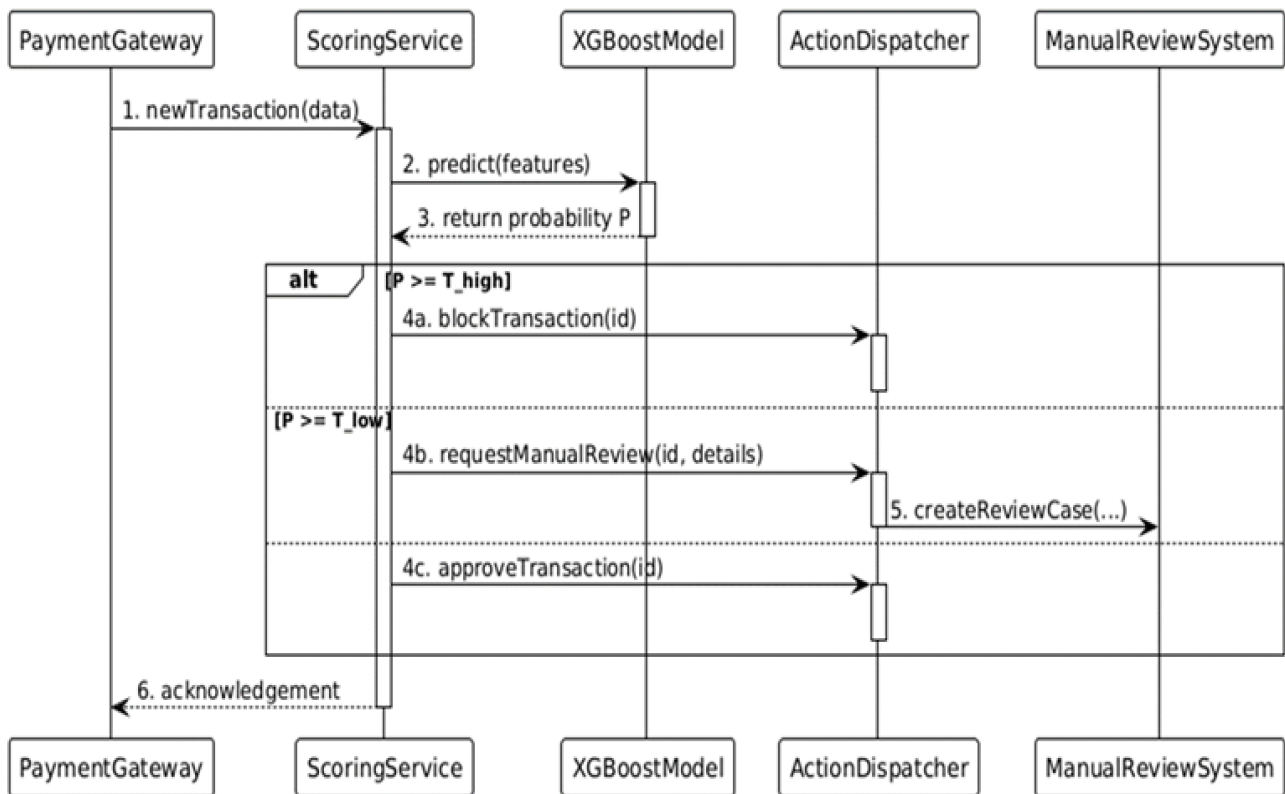 PaymentGateway
ScoringService
XGBoostModel
ActionDispatcher
ManualReviewSystem
1. newTransaction(data)
2. predict(features)
3. return probability P
alt
[P >= T_high]
4a. blockTransaction(id)
[P >= T_low]
4b. requestManualReview(id, details)
5. createReviewCase(...)
4c. approveTransaction(id)
6. acknowledgement
PaymentGateway
ScoringService
XGBoostModel
ActionDispatcher
ManualReviewSystem